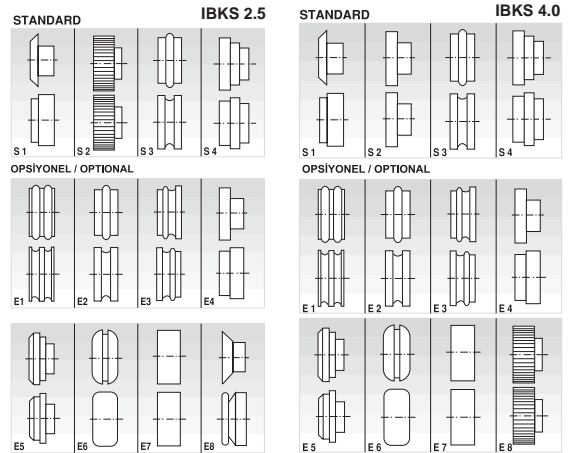 STANDARD
IBKS 2.5
S 1
S 2
S 3
S 4
OPSİYONEL / OPTIONAL
E1
E2
E3
E4
E5
E6
E7
E8
STANDARD
IBKS 4.0
S 1
S 2
S 3
S 4
OPSİYONEL / OPTIONAL
E 1
E 2
E 3
E 4
E 5
E 6
E 7
E 8